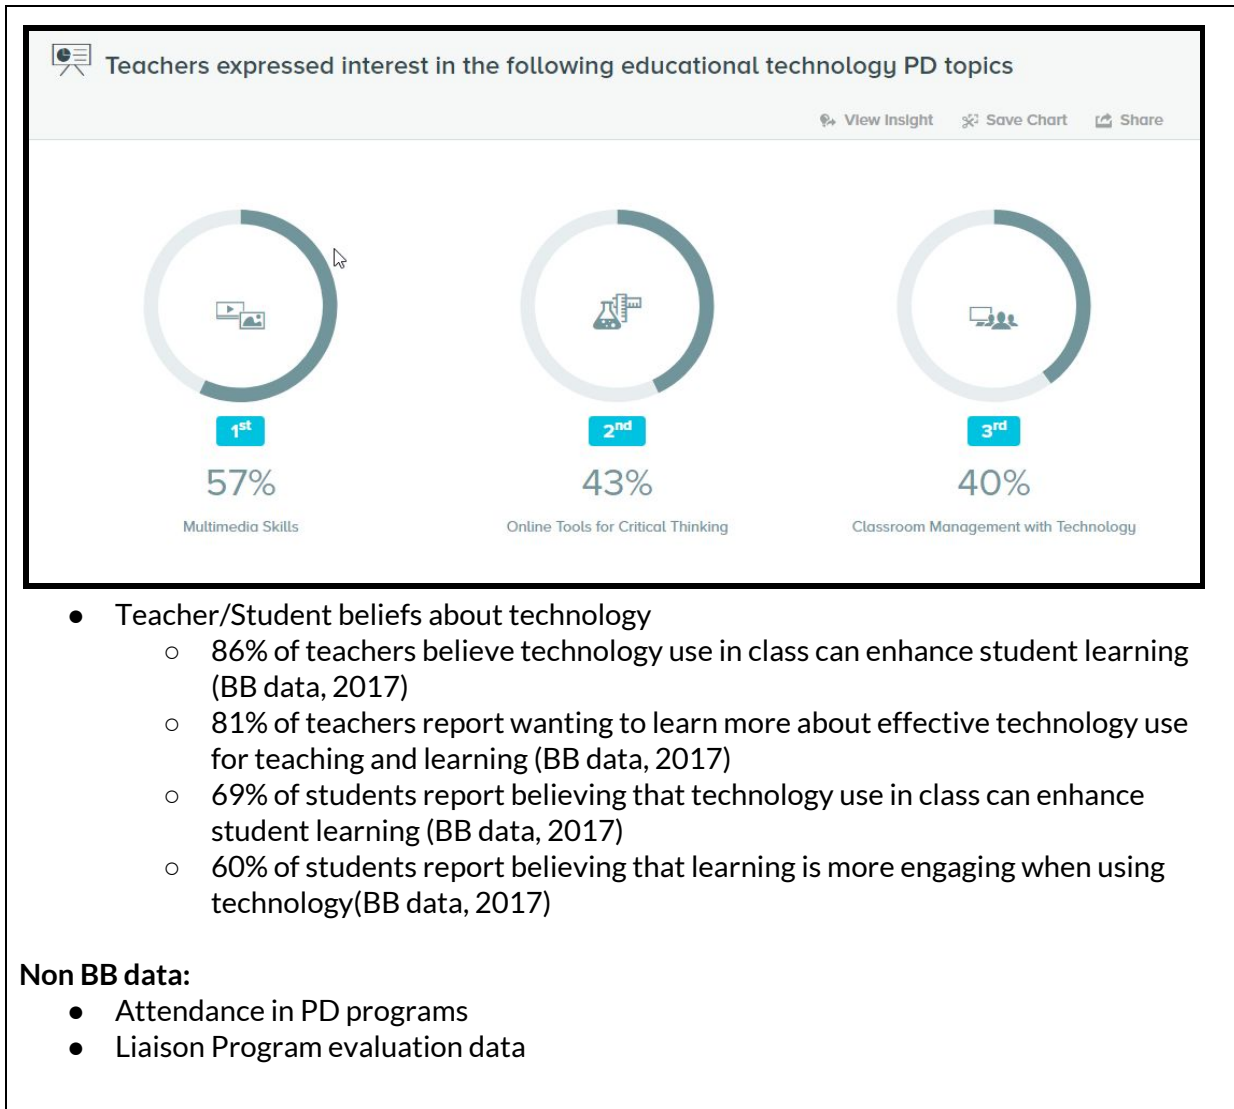 Teachers expressed interest in the following educational technology PD topics
View Insight Save Chart Share
1st 2nd 3rd
57% 43% 40%
Multimedia Skills Online Tools for Critical Thinking Classroom Management with Technology
● Teacher/Student beliefs about technology
○ 86% of teachers believe technology use in class can enhance student learning
(BB data, 2017)
○ 81% of teachers report wanting to learn more about effective technology use
for teaching and learning (BB data, 2017)
○ 69% of students report believing that technology use in class can enhance
student learning (BB data, 2017)
○ 60% of students report believing that learning is more engaging when using
technology(BB data, 2017)
Non BB data:
● Attendance in PD programs
● Liaison Program evaluation data